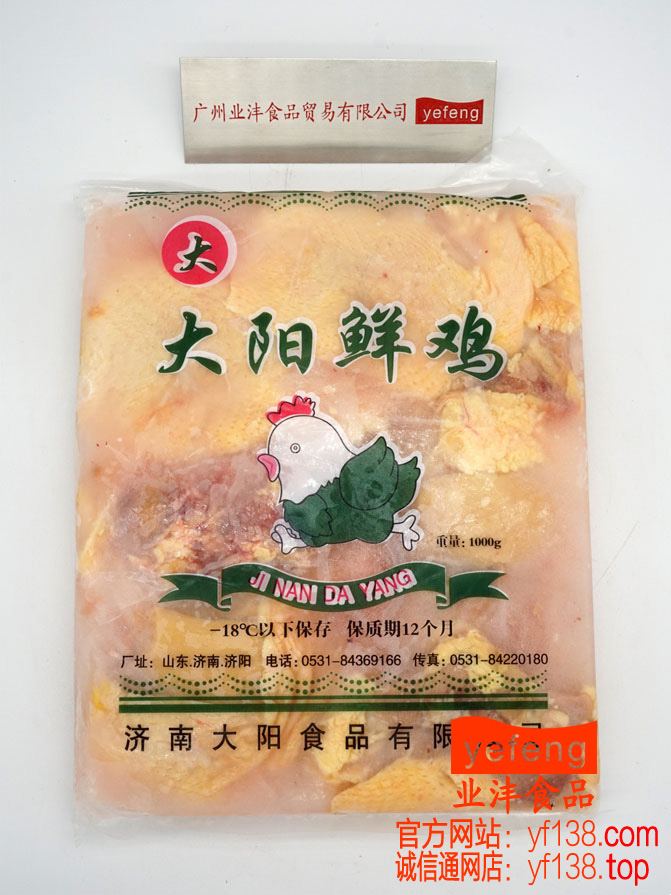 广州业沣食品贸易有限公司 yefeng
大
大阳鲜鸡
重量: 1000g
JI NAN DA YANG
-18℃以下保存 保质期12个月
厂址: 山东.济南.济阳 电话: 0531-84369166 传真: 0531-84220180
济南大阳食品有限 司
yefeng
业沣食品
官方网站: yf138.com
诚信通网店: yf138.top